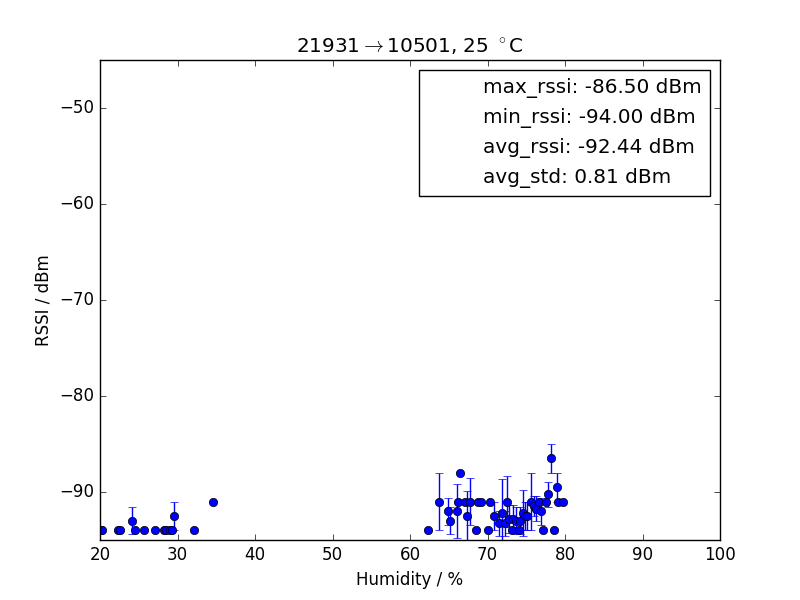 21931→10501, 25 °C
max_rssi: -86.50 dBm
min_rssi: -94.00 dBm
avg_rssi: -92.44 dBm
avg_std: 0.81 dBm
−50
−60
−70
−80
−90
RSSI / dBm
20 30 40 50 60 70 80 90 100
Humidity / %